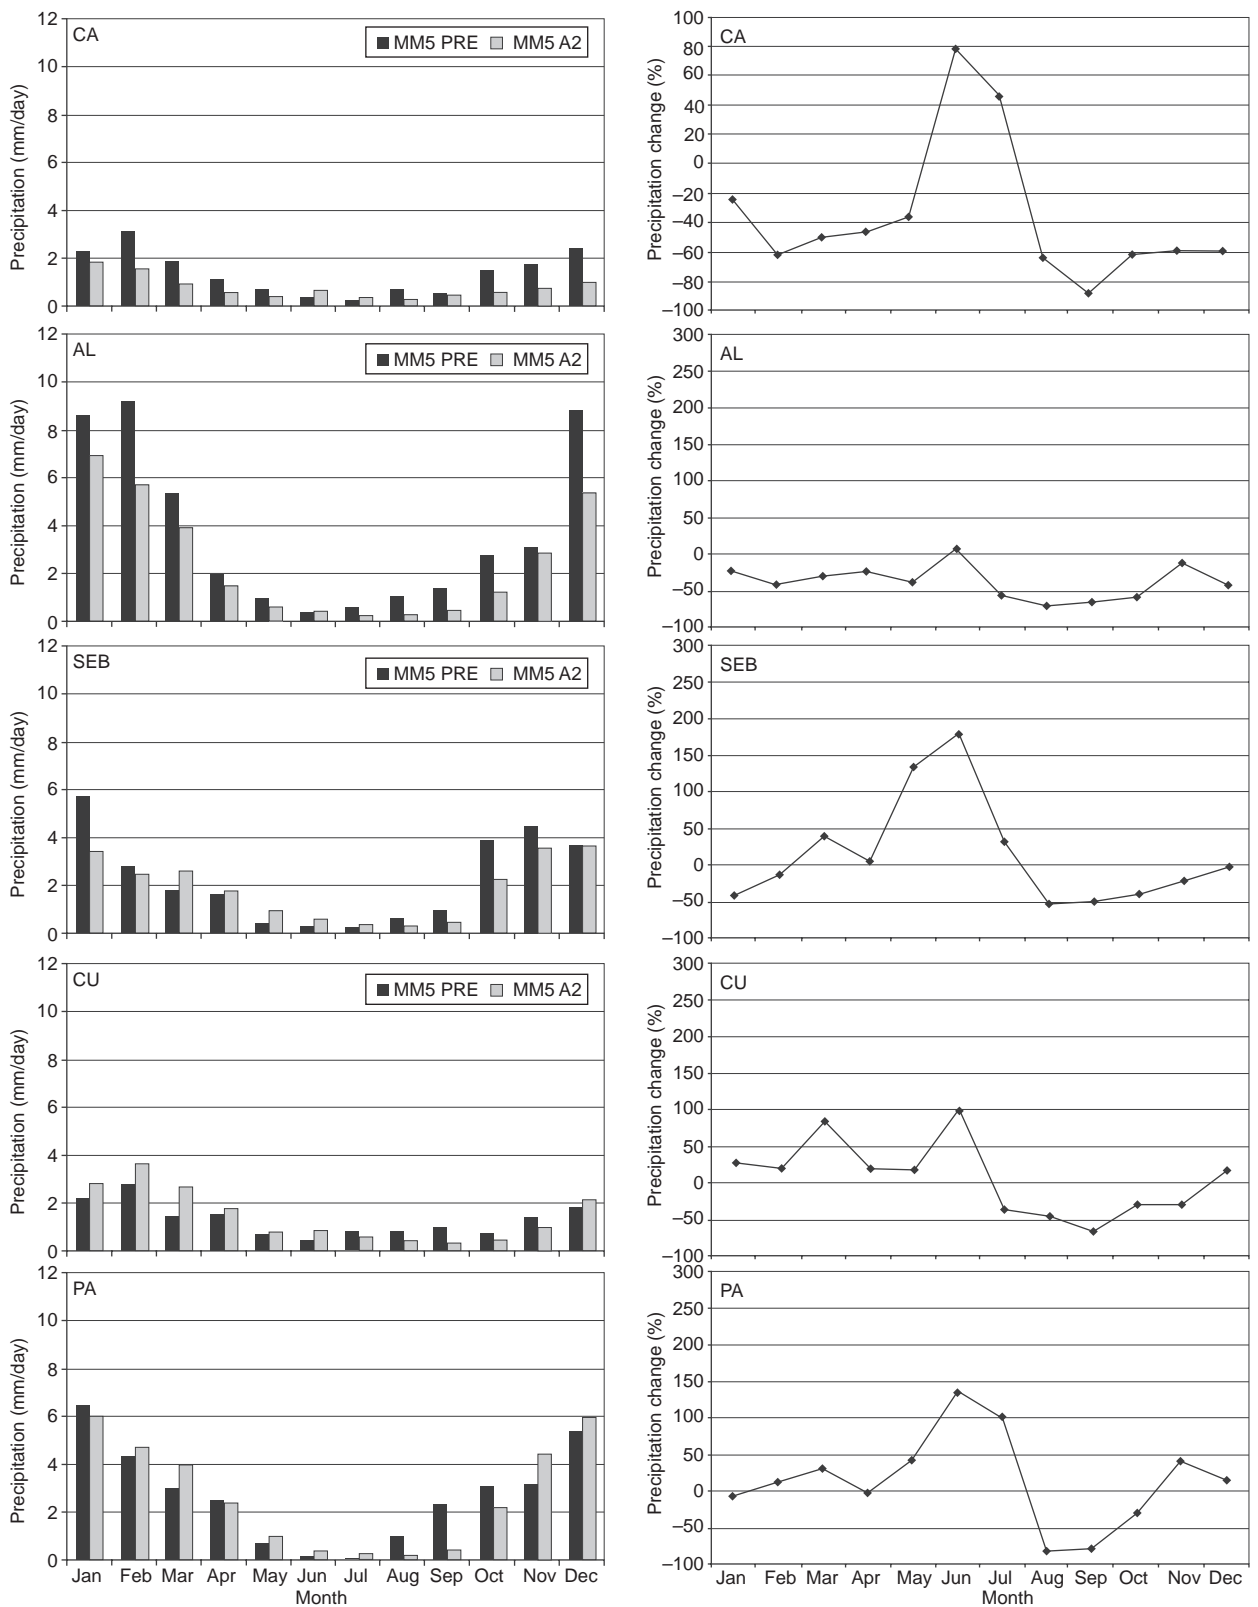 CA
MM5 PRE MM5 A2
Precipitation (mm/day)
12
10
8
6
4
2
0
CA
Precipitation change (%)
100
80
60
40
20
0
–20
–40
–60
–80
–100
AL
MM5 PRE MM5 A2
Precipitation (mm/day)
12
10
8
6
4
2
0
AL
Precipitation change (%)
300
250
200
150
100
50
0
–50
–100
SEB
MM5 PRE MM5 A2
Precipitation (mm/day)
12
10
8
6
4
2
0
SEB
Precipitation change (%)
300
250
200
150
100
50
0
–50
–100
CU
MM5 PRE MM5 A2
Precipitation (mm/day)
12
10
8
6
4
2
0
CU
Precipitation change (%)
300
250
200
150
100
50
0
–50
–100
PA
Precipitation (mm/day)
12
10
8
6
4
2
0
Jan Feb Mar Apr May Jun Jul Aug Sep Oct Nov Dec
Month
PA
Precipitation change (%)
300
250
200
150
100
50
0
–50
–100
Jan Feb Mar Apr May Jun Jul Aug Sep Oct Nov Dec
Month